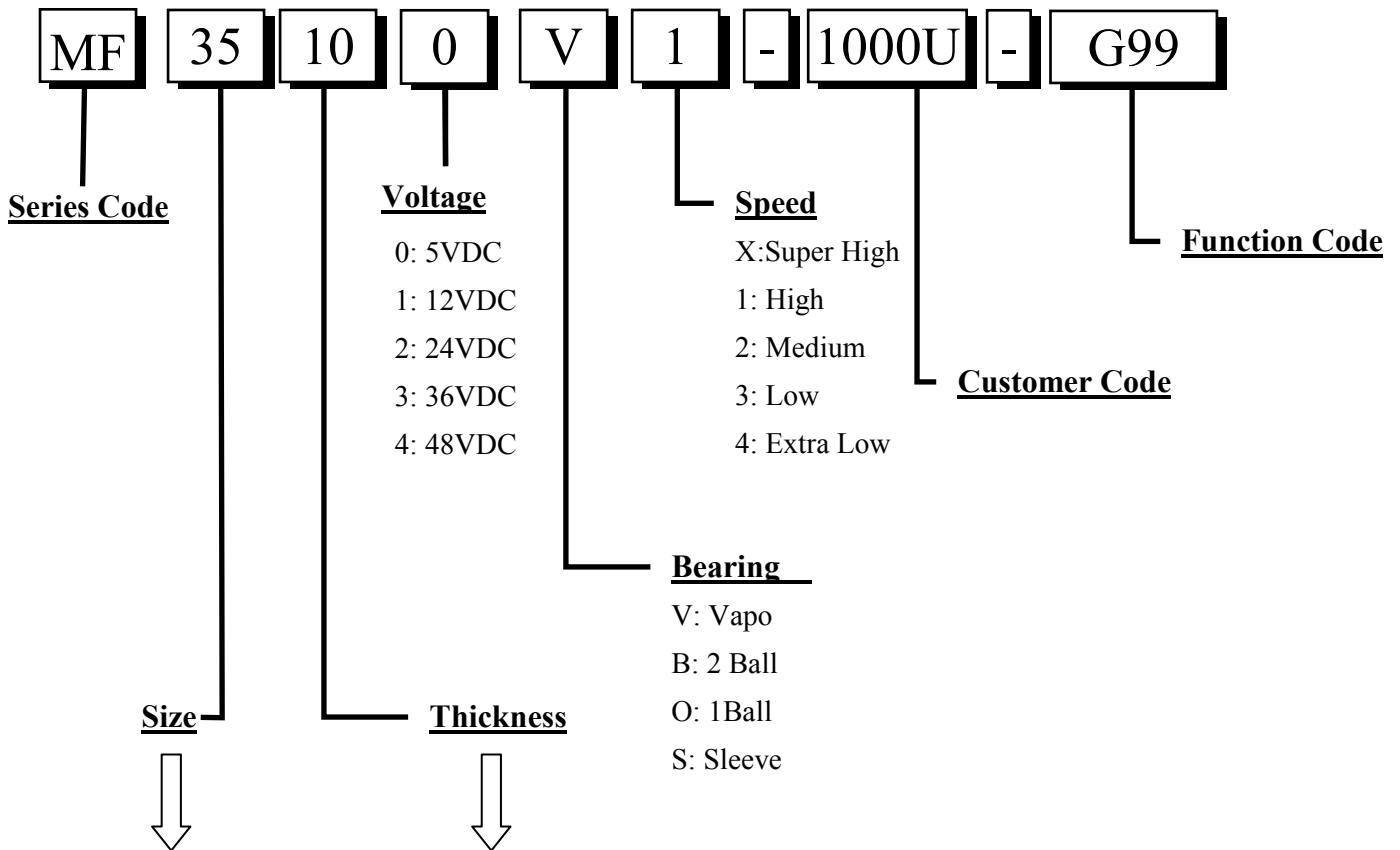 MF 35 10 0 V 1 - 1000U - G99
Series Code
Voltage
0: 5VDC
1: 12VDC
2: 24VDC
3: 36VDC
4: 48VDC
Speed
X:Super High
1: High
2: Medium
3: Low
4: Extra Low
Function Code
Customer Code
Bearing
V: Vapo
B: 2 Ball
O: 1Ball
S: Sleeve
Size
Thickness